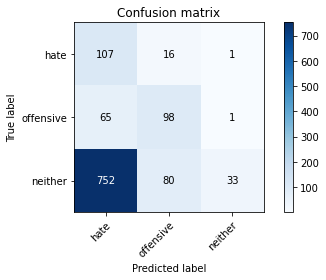 Confusion matrix
hate 107 16 1 700
600
offensive 65 98 1 500
400
300
neither 752 80 33 200
100
True label
hate offensive neither
Predicted label